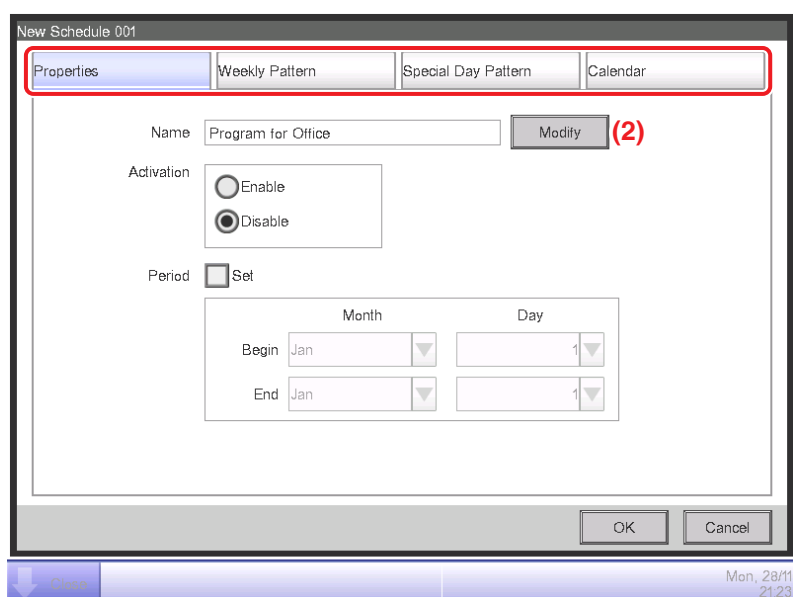 New Schedule 001
Properties Weekly Pattern Special Day Pattern Calendar
Name Program for Office Modify (2)
Activation
Enable
Disable
Period Set
Month Day
Begin Jan 1
End Jan 1
OK Cancel
Close Mon, 28/11
21:23